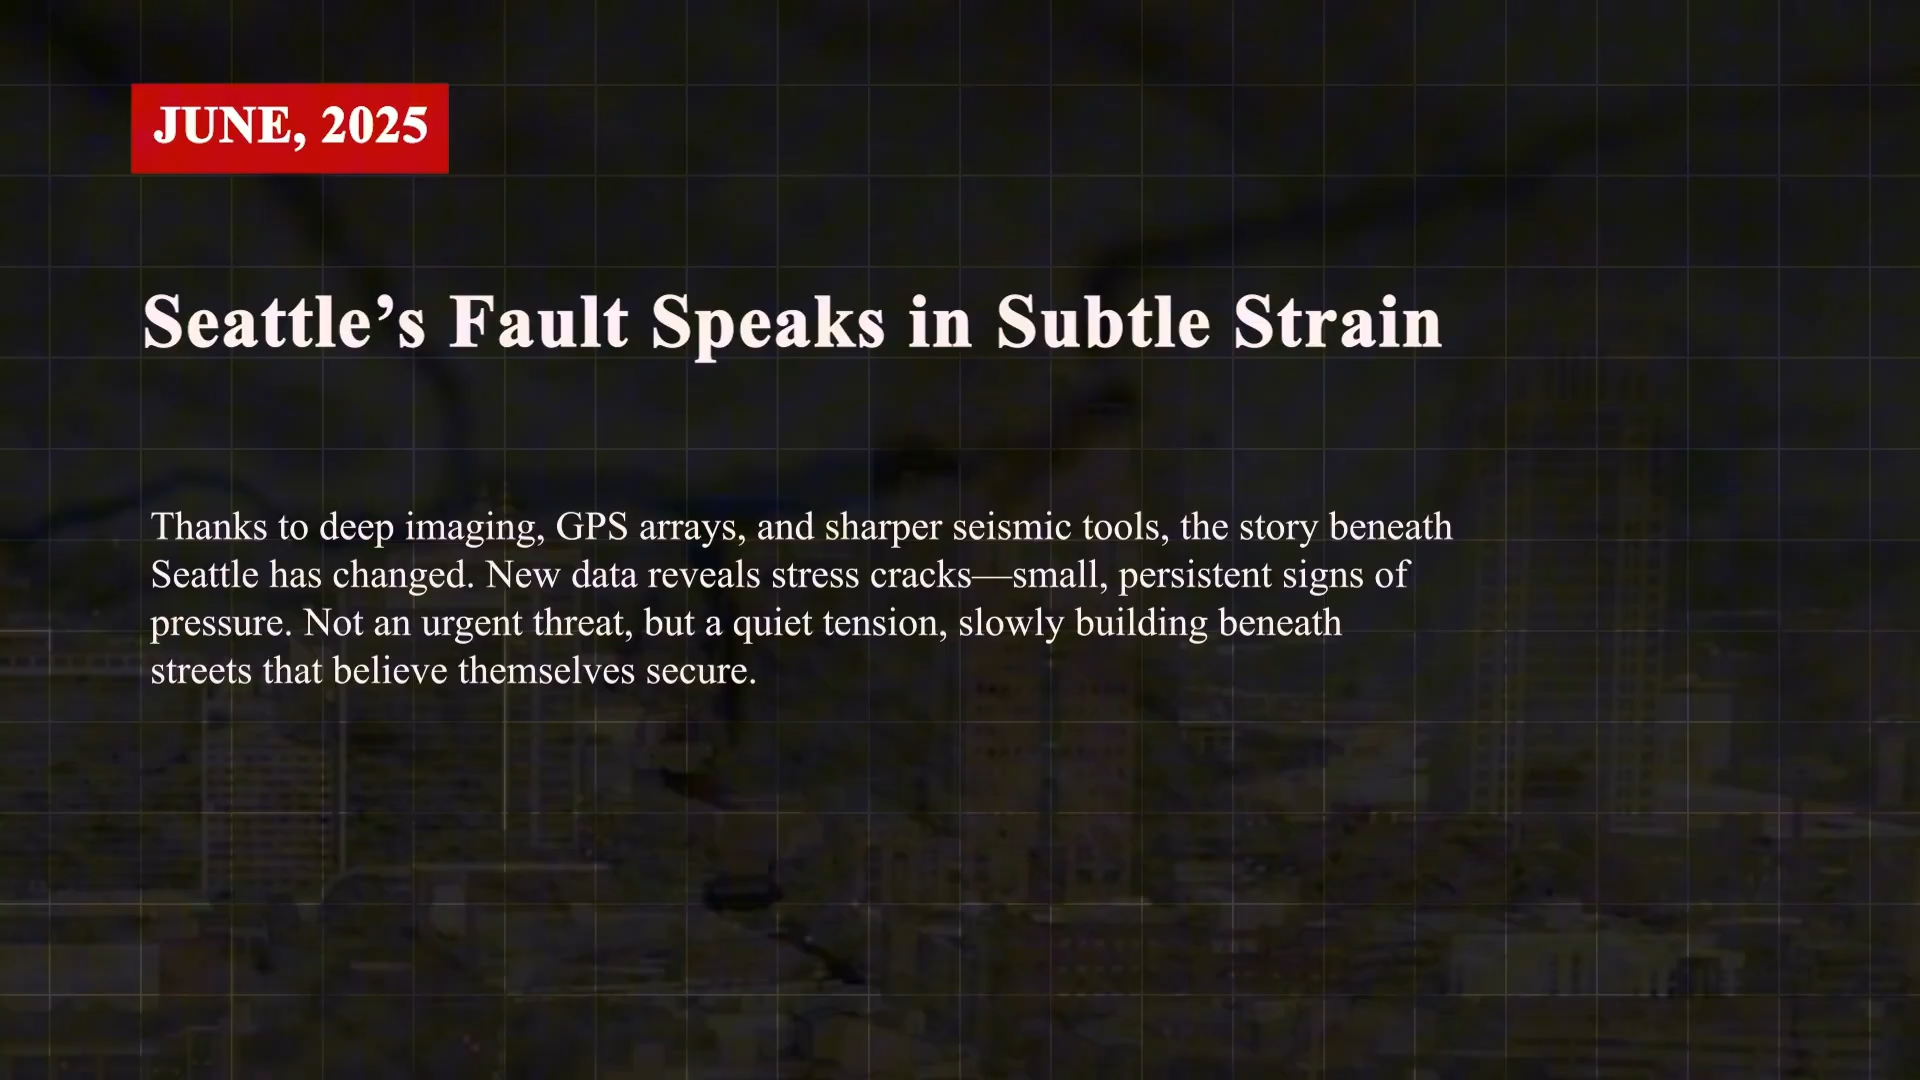 JUNE, 2025
Seattle’s Fault Speaks in Subtle Strain
Thanks to deep imaging, GPS arrays, and sharper seismic tools, the story beneath
Seattle has changed. New data reveals stress cracks—small, persistent signs of
pressure. Not an urgent threat, but a quiet tension, slowly building beneath
streets that believe themselves secure.